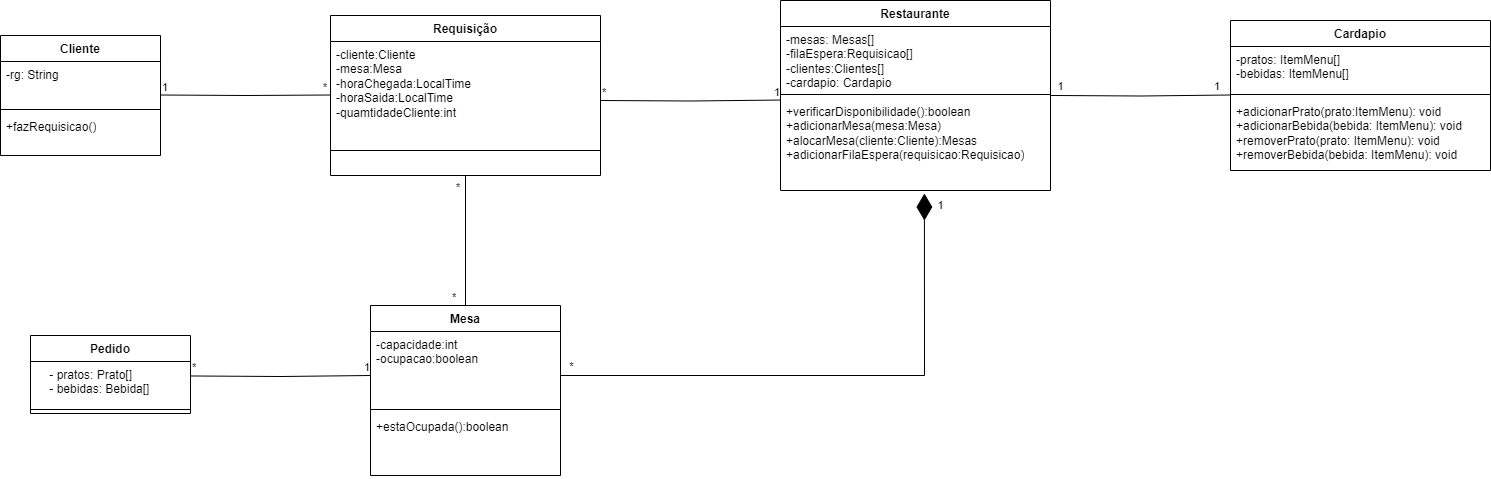 Cliente
-rg: String
+fazRequisicao()
1
*
Requisição
-cliente:Cliente
-mesa:Mesa
-horaChegada:LocalTime
-horaSaida:LocalTime
-quamtidadeCliente:int
*
1
*
*
Restaurante
-mesas: Mesas[]
-filaEspera:Requisicao[]
-clientes:Clientes[]
-cardapio: Cardapio
+verificarDisponibilidade():boolean
+adicionarMesa(mesa:Mesa)
+alocarMesa(cliente:Cliente):Mesas
+adicionarFilaEspera(requisicao:Requisicao)
1
1
1
Cardapio
-pratos: ItemMenu[]
-bebidas: ItemMenu[]
+adicionarPrato(prato:ItemMenu): void
+adicionarBebida(bebida: ItemMenu): void
+removerPrato(prato: ItemMenu): void
+removerBebida(bebida: ItemMenu): void
Pedido
- pratos: Prato[]
- bebidas: Bebida[]
*
1
Mesa
-capacidade:int
-ocupacao:boolean
+estaOcupada():boolean
*